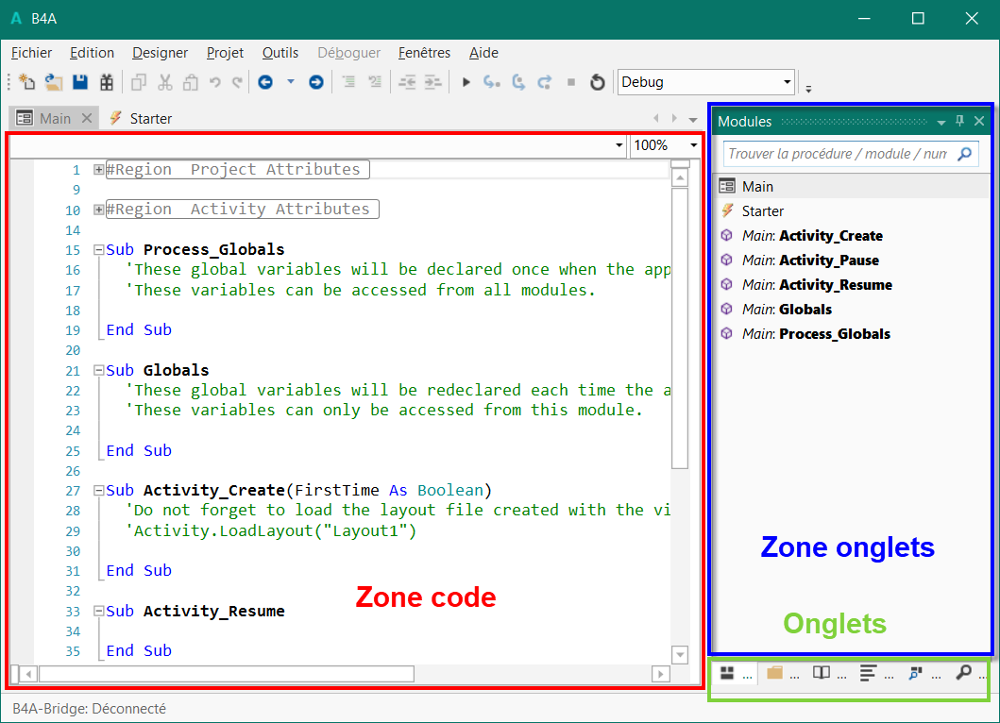 B4A
Fichier Edition Designer Projet Outils Déboguer Fenêtres Aide
Debug
Main Starter
100%
1 #Region Project Attributes
9
10 #Region Activity Attributes
14
15 Sub Process_Globals
16 'These global variables will be declared once when the app
17 'These variables can be accessed from all modules.
18
19 End Sub
20
21 Sub Globals
22 'These global variables will be redeclared each time the a
23 'These variables can only be accessed from this module.
24
25 End Sub
26
27 Sub Activity_Create(FirstTime As Boolean)
28 'Do not forget to load the layout file created with the vi
29 'Activity.LoadLayout("Layout1")
30
31 End Sub
32
33 Sub Activity_Resume
34
35 End Sub
Zone code
Modules
Trouver la procédure / module / num
Main
Starter
Main: Activity_Create
Main: Activity_Pause
Main: Activity_Resume
Main: Globals
Main: Process_Globals
Zone onglets
Onglets
... ... ... ... ... ...
B4A-Bridge: Déconnecté